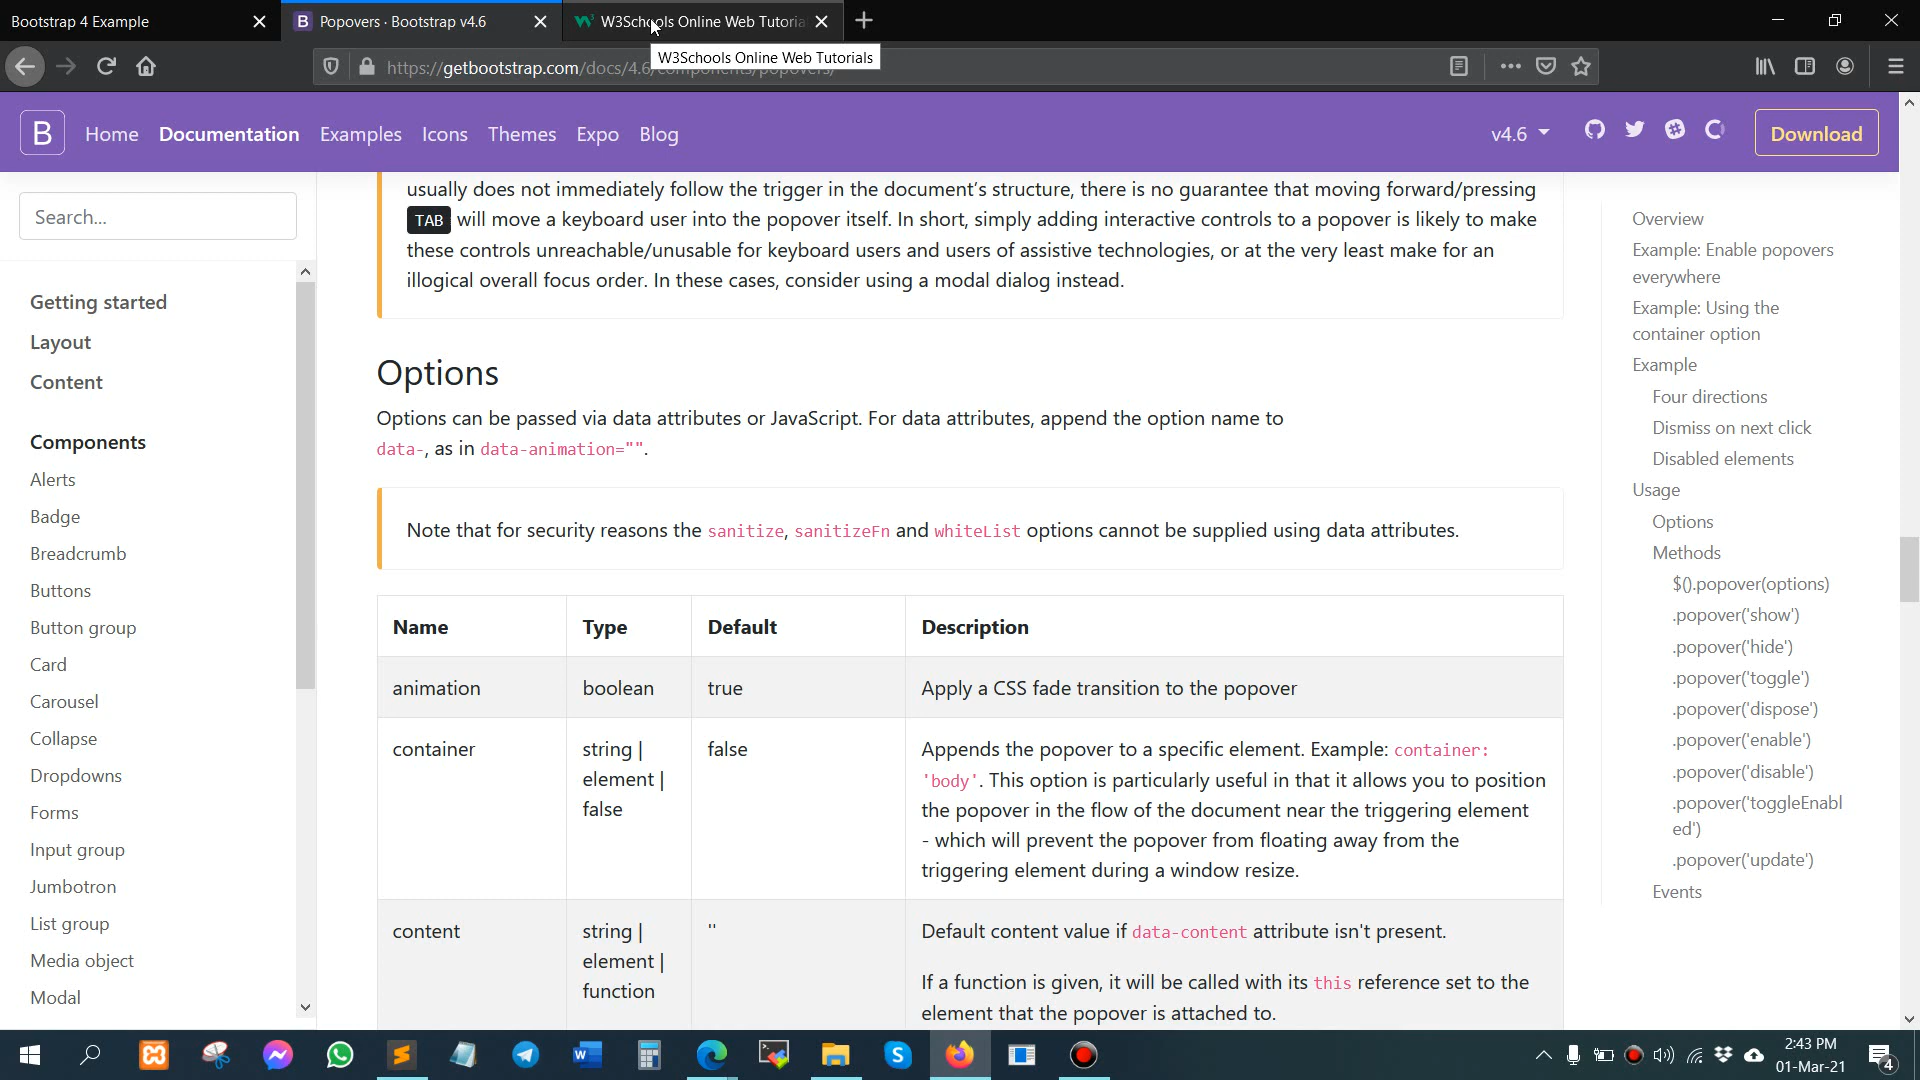 Bootstrap 4 Example
Popovers · Bootstrap v4.6
W3Schools Online Web Tutoria
W3Schools Online Web Tutorials
https://getbootstrap.com/docs/4.6/components/popovers/
B Home Documentation Examples Icons Themes Expo Blog v4.6 Download
Search...
Getting started
Layout
Content
Components
Alerts
Badge
Breadcrumb
Buttons
Button group
Card
Carousel
Collapse
Dropdowns
Forms
Input group
Jumbotron
List group
Media object
Modal
usually does not immediately follow the trigger in the document's structure, there is no guarantee that moving forward/pressing
TAB will move a keyboard user into the popover itself. In short, simply adding interactive controls to a popover is likely to make
these controls unreachable/unusable for keyboard users and users of assistive technologies, or at the very least make for an
illogical overall focus order. In these cases, consider using a modal dialog instead.
Options
Options can be passed via data attributes or JavaScript. For data attributes, append the option name to
data-, as in data-animation="".
Note that for security reasons the sanitize, sanitizeFn and whiteList options cannot be supplied using data attributes.
Name Type Default Description
animation boolean true Apply a CSS fade transition to the popover
container string | false Appends the popover to a specific element. Example: container:
element | 'body'. This option is particularly useful in that it allows you to position
false the popover in the flow of the document near the triggering element
- which will prevent the popover from floating away from the
triggering element during a window resize.
content string | '' Default content value if data-content attribute isn't present.
element |
function If a function is given, it will be called with its this reference set to the
element that the popover is attached to.
Overview
Example: Enable popovers
everywhere
Example: Using the
container option
Example
Four directions
Dismiss on next click
Disabled elements
Usage
Options
Methods
$().popover(options)
.popover('show')
.popover('hide')
.popover('toggle')
.popover('dispose')
.popover('enable')
.popover('disable')
.popover('toggleEnabl
ed')
.popover('update')
Events
2:43 PM
01-Mar-21
4